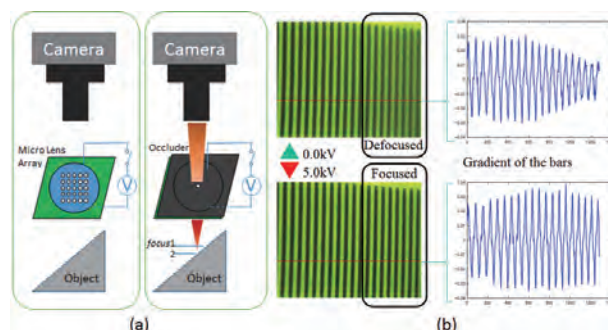 Camera
Camera
Micro Lens
Array
V
Object
Occluder
V
focus1
2
Object
(a)
Defocused
0.0kV
5.0kV
Focused
Gradient of the bars
(b)